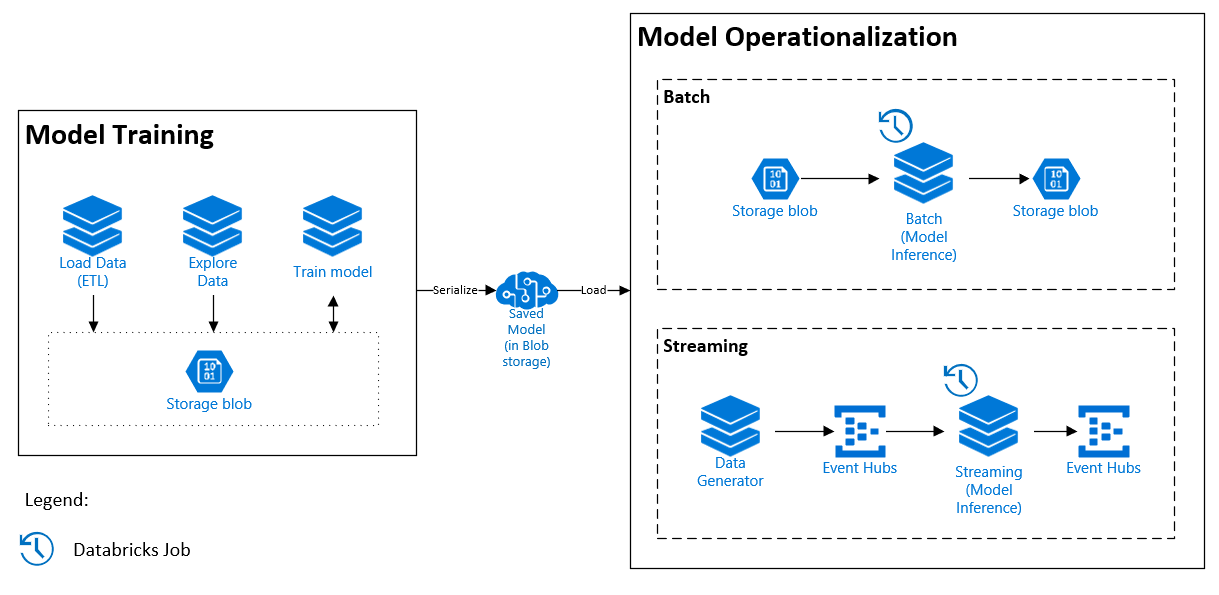 Model Training
Load Data
(ETL)
Explore
Data
Train model
10
01
Storage blob
Serialize
Saved
Model
(in Blob
storage)
Load
Model Operationalization
Batch
10
01
Storage blob
Batch
(Model
Inference)
10
01
Storage blob
Streaming
Data
Generator
Event Hubs
Streaming
(Model
Inference)
Event Hubs
Legend:
Databricks Job